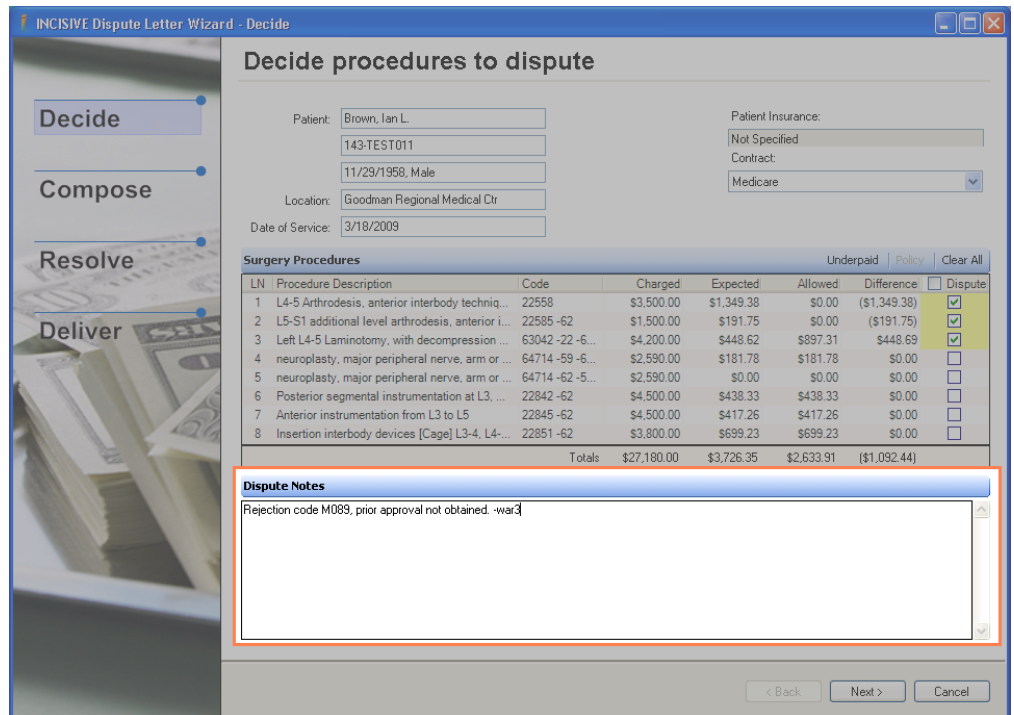 INCISIVE Dispute Letter Wizard - Decide
Decide procedures to dispute
Decide
Compose
Resolve
Deliver
Patient: Brown, Ian L.
143-TEST011
11/29/1958, Male
Location: Goodman Regional Medical Ctr
Date of Service: 3/18/2009
Patient Insurance:
Not Specified
Contract:
Medicare
Surgery Procedures Underpaid Policy Clear All
LN Procedure Description Code Charged Expected Allowed Difference Dispute
1 L4-5 Arthrodesis, anterior interbody techniq... 22558 $3,500.00 $1,349.38 $0.00 ($1,349.38)
2 L5-S1 additional level arthrodesis, anterior i... 22585 -62 $1,500.00 $191.75 $0.00 ($191.75)
3 Left L4-5 Laminotomy, with decompression ... 63042 -22 -6... $4,200.00 $448.62 $897.31 $448.69
4 neuroplasty, major peripheral nerve, arm or ... 64714 -59 -6... $2,590.00 $181.78 $181.78 $0.00
5 neuroplasty, major peripheral nerve, arm or ... 64714 -62 -5... $2,590.00 $0.00 $0.00 $0.00
6 Posterior segmental instrumentation at L3, ... 22842 -62 $4,500.00 $438.33 $438.33 $0.00
7 Anterior instrumentation from L3 to L5 22845 -62 $4,500.00 $417.26 $417.26 $0.00
8 Insertion interbody devices [Cage] L3-4, L4-... 22851 -62 $3,800.00 $699.23 $699.23 $0.00
Totals $27,180.00 $3,726.35 $2,633.91 ($1,092.44)
Dispute Notes
Rejection code M089, prior approval not obtained. -war3
< Back Next > Cancel